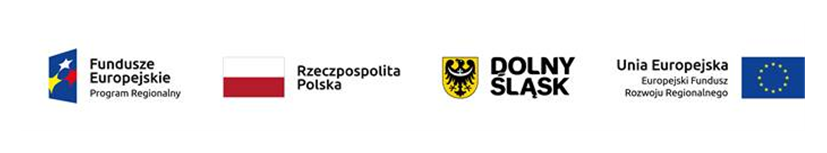 Fundusze
Europejskie
Program Regionalny
Rzeczpospolita
Polska
DOLNY
ŚLĄSK
Unia Europejska
Europejski Fundusz
Rozwoju Regionalnego